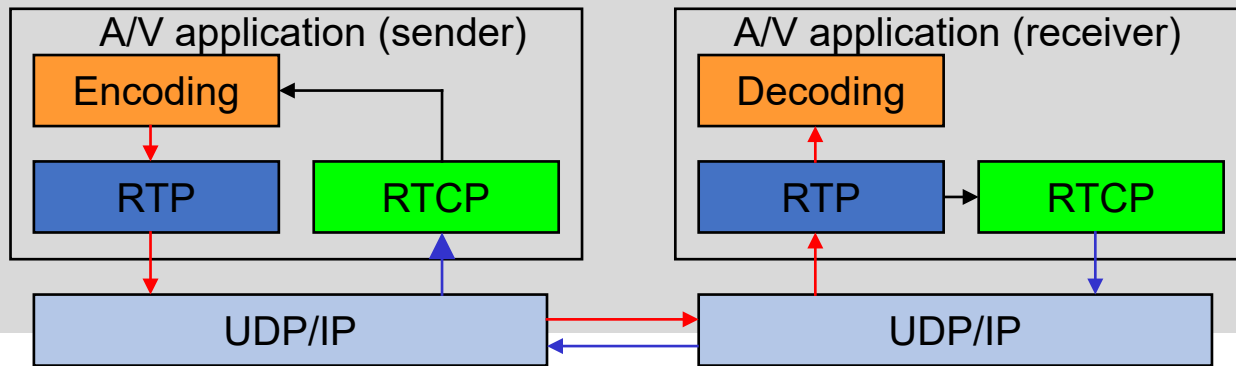 A/V application (sender)
Encoding
RTP
RTCP
UDP/IP
A/V application (receiver)
Decoding
RTP
RTCP
UDP/IP